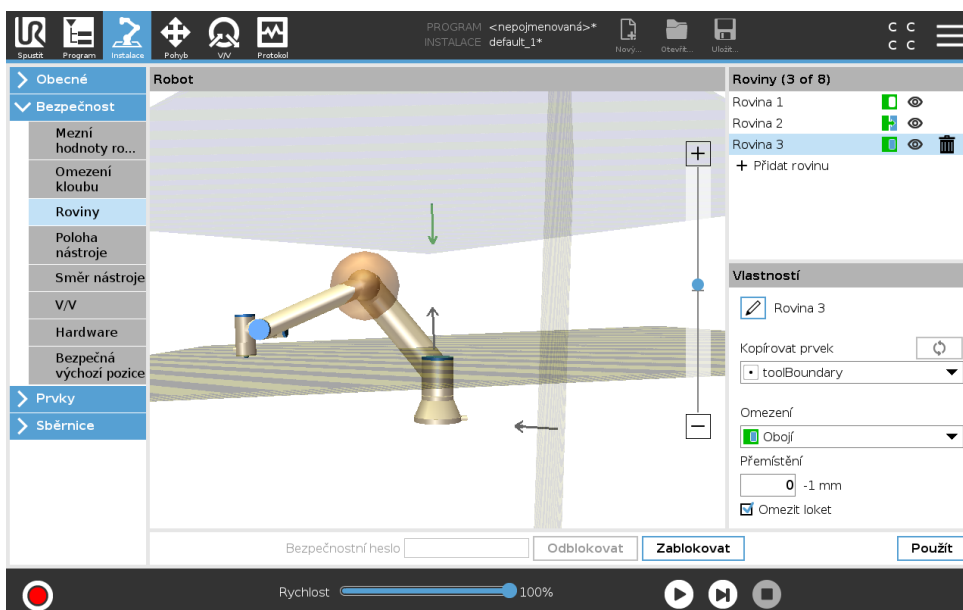 UR
PROGRAM <nepojmenovaná>*
INSTALACE default_1*
Spustit Program Instalace Pohyb V/V Protokol
Nový... Otevřít... Uložit...
C C
C C
Obecné
Bezpečnost
Mezní
hodnoty ro...
Omezení
kloubu
Roviny
Poloha
nástroje
Směr nástroje
V/V
Hardware
Bezpečná
výchozí pozice
Prvky
Sběrnice
Robot
Roviny (3 of 8)
Rovina 1
Rovina 2
Rovina 3
+ Přidat rovinu
Vlastností
Rovina 3
Kopírovat prvek
toolBoundary
Omezení
Obojí
Přemístění
0 -1 mm
Omezit loket
Bezpečnostní heslo Odblokovat Zablokovat Použít
Rychlost 100%